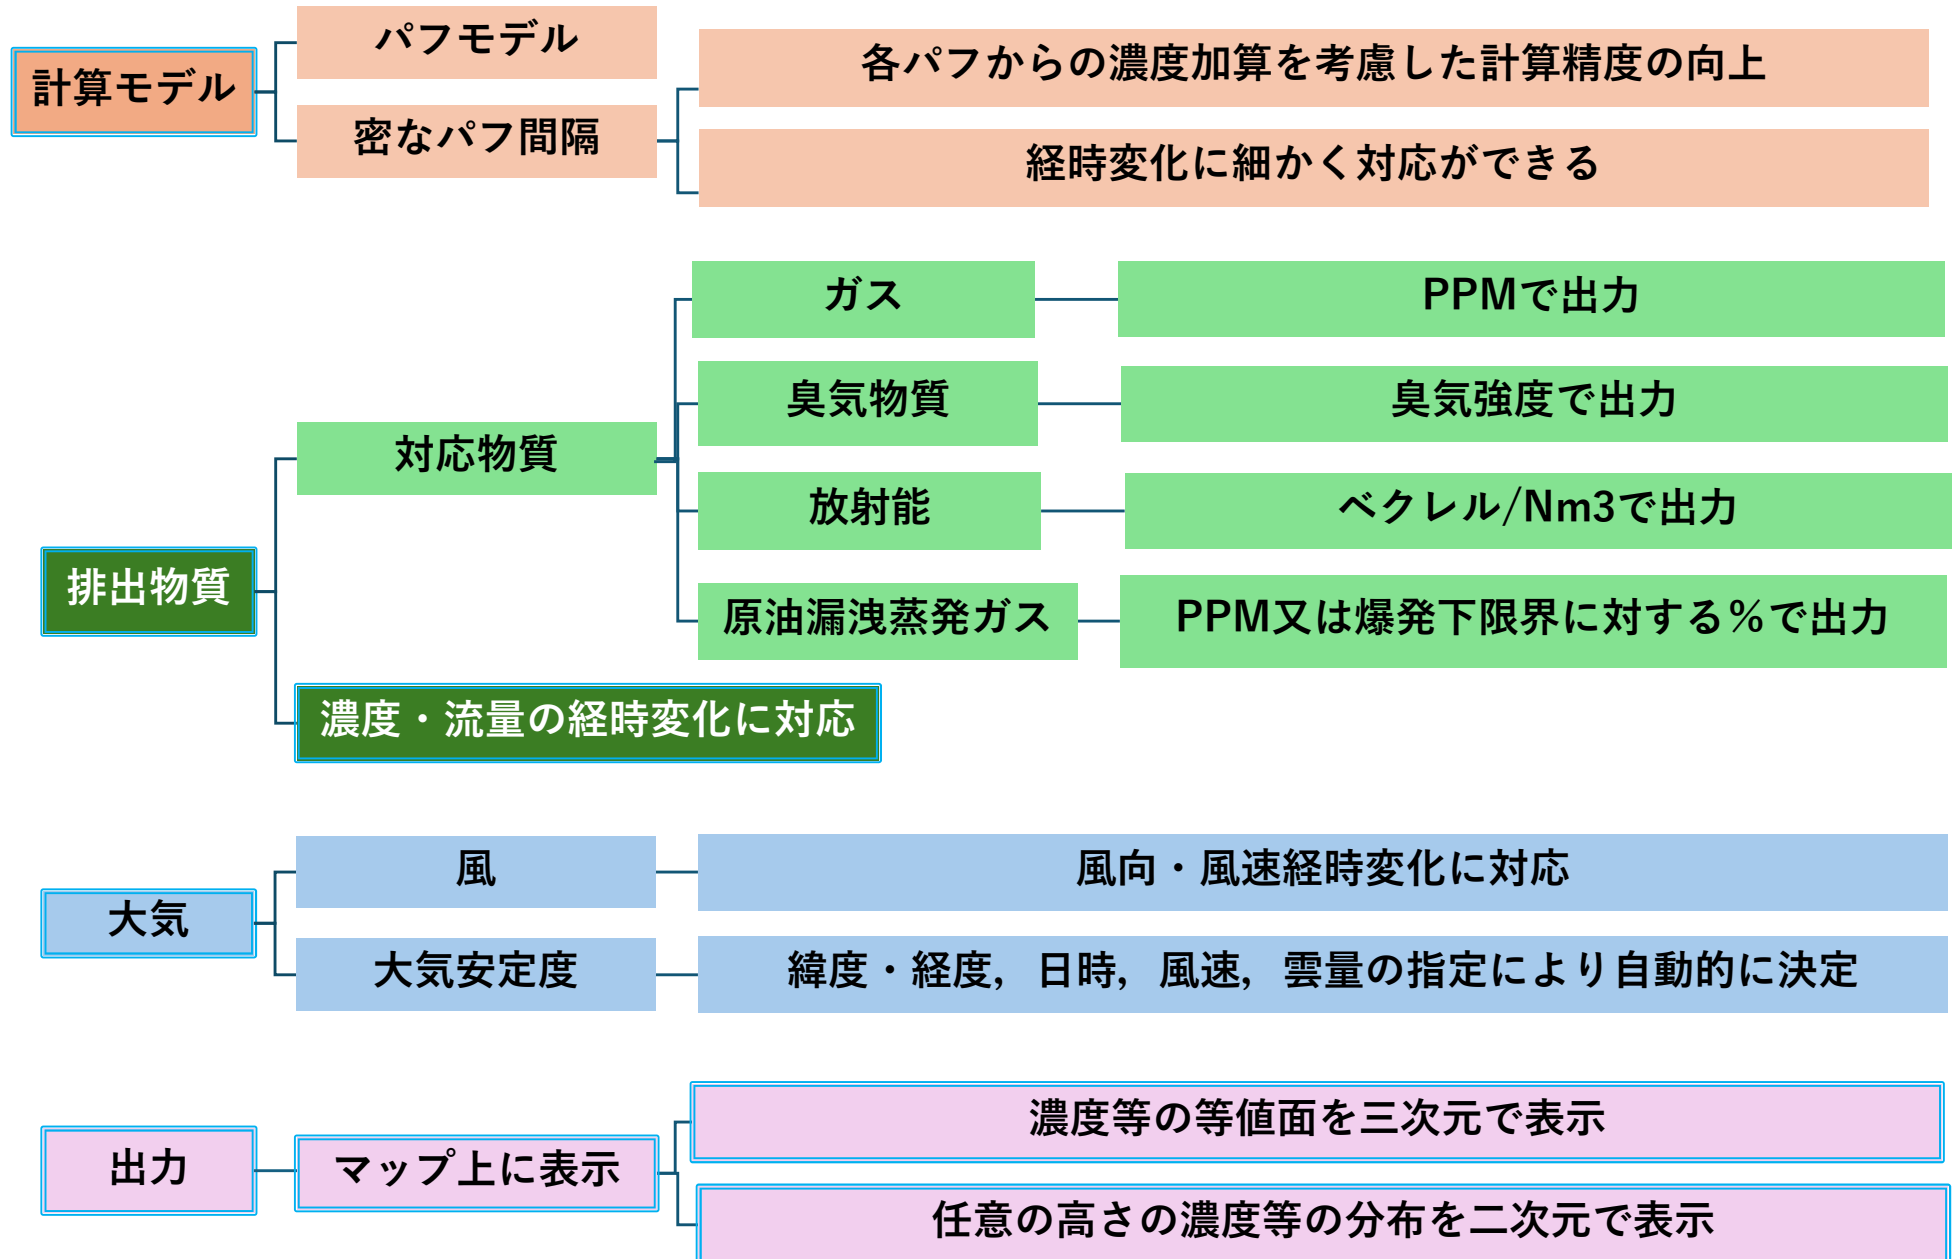 計算モデル
パフモデル
密なパフ間隔
各パフからの濃度加算を考慮した計算精度の向上
経時変化に細かく対応ができる
排出物質
対応物質
ガス
PPMで出力
臭気物質
臭気強度で出力
放射能
ベクレル/Nm3で出力
原油漏洩蒸発ガス
PPM又は爆発下限界に対する%で出力
濃度・流量の経時変化に対応
大気
風
風向・風速経時変化に対応
大気安定度
緯度・経度，日時，風速，雲量の指定により自動的に決定
出力
マップ上に表示
濃度等の等値面を三次元で表示
任意の高さの濃度等の分布を二次元で表示